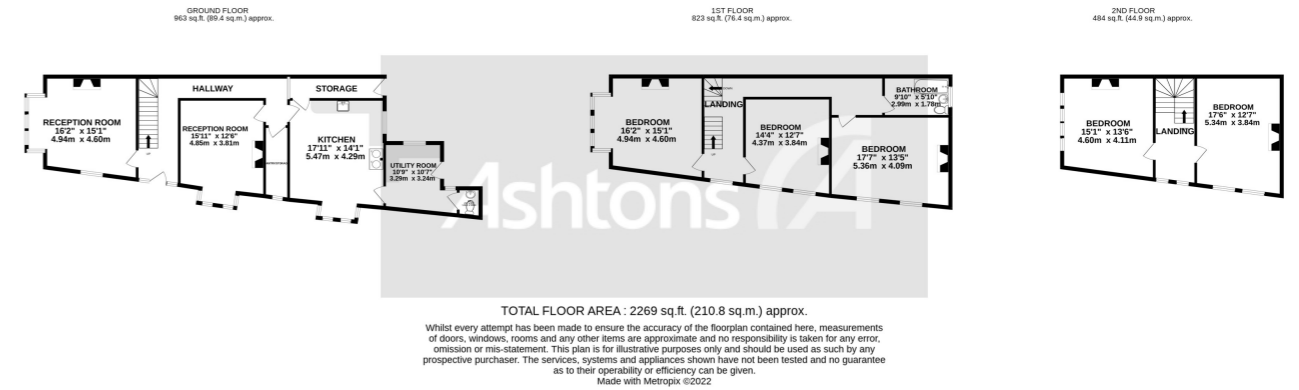 GROUND FLOOR
963 sq.ft. (89.4 sq.m.) approx.
1ST FLOOR
823 sq.ft. (76.4 sq.m.) approx.
2ND FLOOR
484 sq.ft. (44.9 sq.m.) approx.
HALLWAY
STORAGE
RECEPTION ROOM
16'2" x 15'1"
4.94m x 4.60m
RECEPTION ROOM
15'11" x 12'6"
4.85m x 3.81m
KITCHEN
17'11" x 14'1"
5.47m x 4.29m
UTILITY ROOM
10'9" x 10'7"
3.29m x 3.24m
UP
BEDROOM
16'2" x 15'1"
4.94m x 4.60m
LANDING
DOWN
UP
BEDROOM
14'4" x 12'7"
4.37m x 3.84m
BATHROOM
9'10" x 5'10"
2.99m x 1.78m
BEDROOM
17'7" x 13'5"
5.36m x 4.09m
BEDROOM
15'1" x 13'6"
4.60m x 4.11m
LANDING
BEDROOM
17'6" x 12'7"
5.34m x 3.84m
Ashtons
TOTAL FLOOR AREA : 2269 sq.ft. (210.8 sq.m.) approx.
Whilst every attempt has been made to ensure the accuracy of the floorplan contained here, measurements
of doors, windows, rooms and any other items are approximate and no responsibility is taken for any error,
omission or mis-statement. This plan is for illustrative purposes only and should be used as such by any
prospective purchaser. The services, systems and appliances shown have not been tested and no guarantee
as to their operability or efficiency can be given.
Made with Metropix ©2022